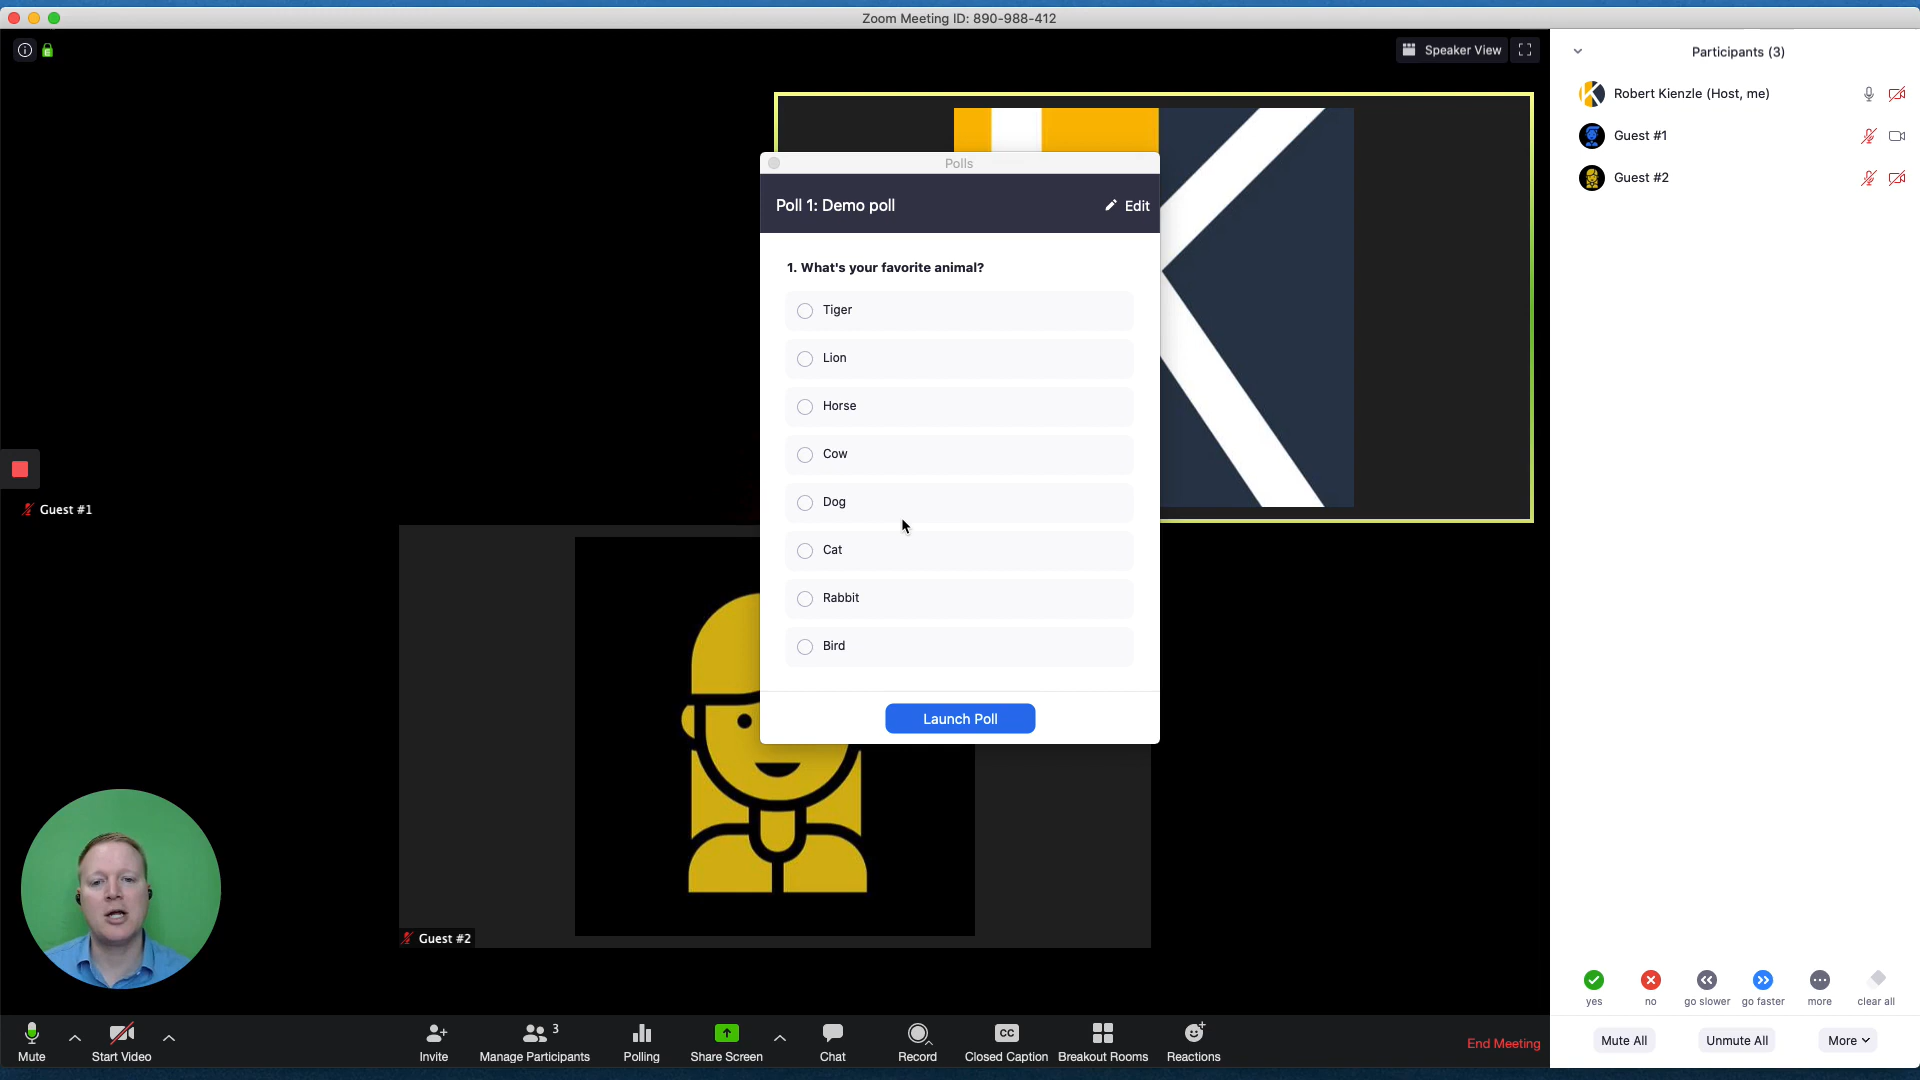 Zoom Meeting ID: 890-988-412
Speaker View
Participants (3)
Robert Kienzle (Host, me)
Guest #1
Guest #2
Polls
Poll 1: Demo poll
Edit
1. What's your favorite animal?
Tiger
Lion
Horse
Cow
Dog
Cat
Rabbit
Bird
Launch Poll
Guest #1
Guest #2
yes
no
go slower
go faster
more
clear all
Mute
Start Video
Invite
3
Manage Participants
Polling
Share Screen
Chat
Record
CC
Closed Caption
Breakout Rooms
Reactions
End Meeting
Mute All
Unmute All
More